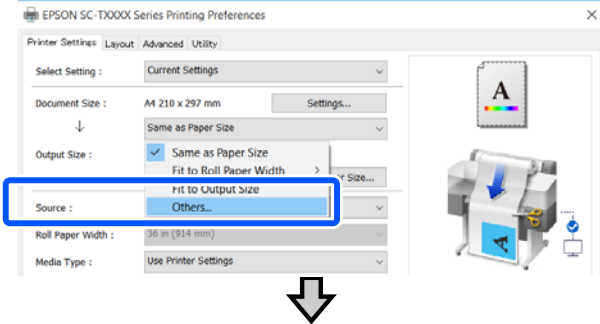 EPSON SC-TXXXX Series Printing Preferences
Printer Settings Layout Advanced Utility
Select Setting : Current Settings
Document Size : A4 210 x 297 mm Settings...
Same as Paper Size
Output Size :
Same as Paper Size
Fit to Roll Paper Width
er Size...
Fit to Output Size
Source : Others...
Roll Paper Width : 36 in (914 mm)
Media Type : Use Printer Settings
A
A